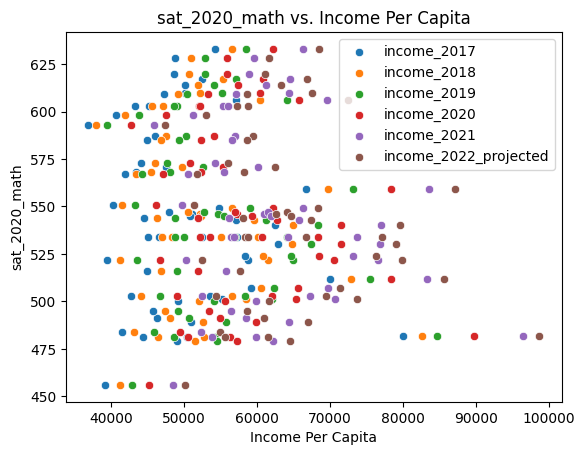 sat_2020_math vs. Income Per Capita
sat_2020_math
625
600
575
550
525
500
475
450
income_2017
income_2018
income_2019
income_2020
income_2021
income_2022_projected
40000 50000 60000 70000 80000 90000 100000
Income Per Capita